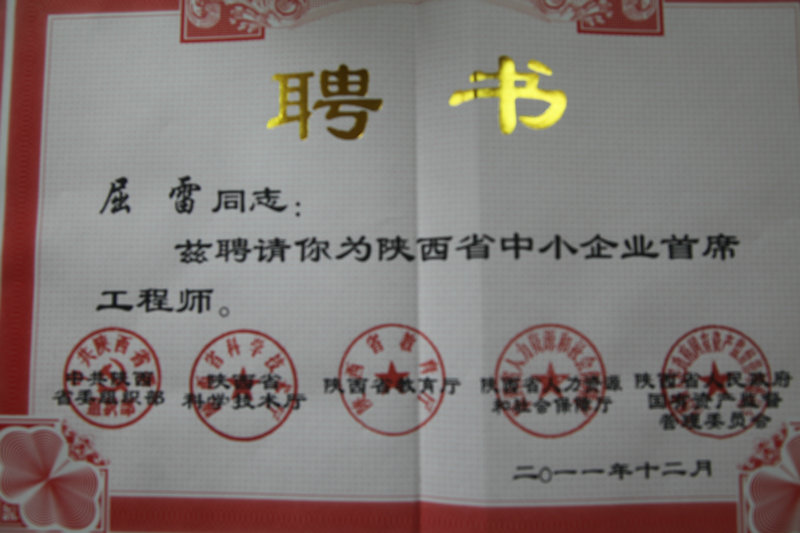 聘书
屈雷同志：
兹聘请你为陕西省中小企业首席
工程师。
中共陕西
省委组织部
陕西省
科学技术厅
陕西省教育厅
陕西省人力资源
和社会保障厅
陕西省人民政府
国有资产监督
管理委员会
二〇一一年十二月